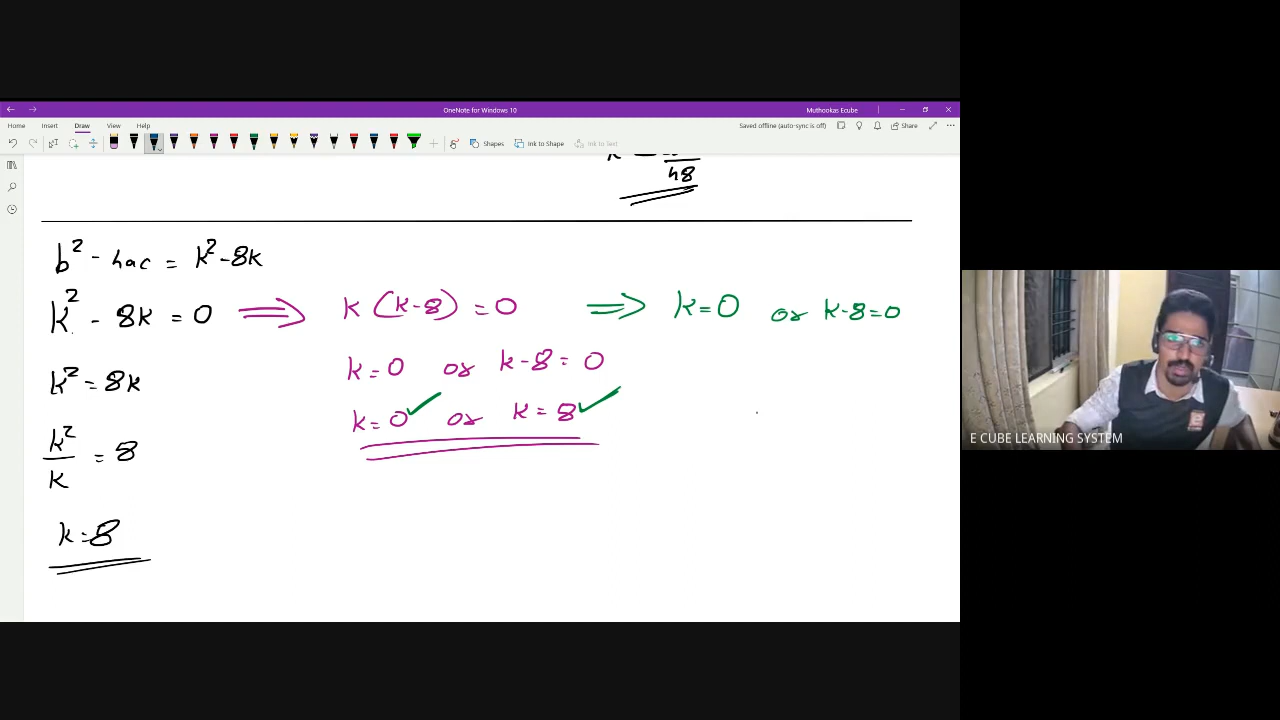 OneNote for Windows 10
Muthookas Ecube
Home Insert Draw View Help
Saved offline (auto-sync is off)
Share
Shapes Ink to Shape Ink to Text
48
b² - 4ac = k² - 8k
k² - 8k = 0 ⟹ k (k-8) = 0 ⟹ k=0 or k-8=0
k=0 or k-8=0
k² = 8k
k=0 ✓ or k=8 ✓
k²/k = 8
k=8
E CUBE LEARNING SYSTEM